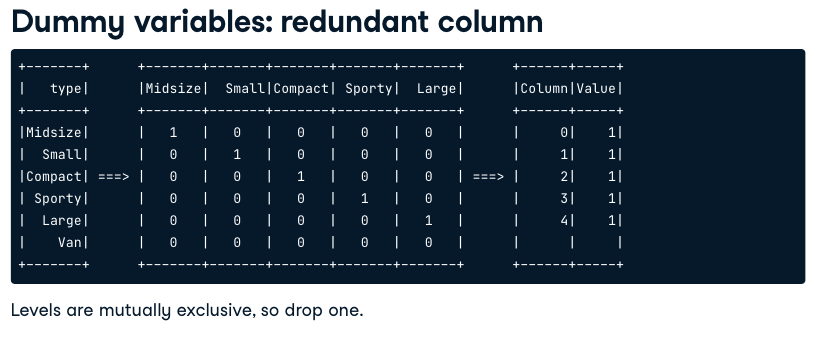 Dummy variables: redundant column
+-------+      +-------+-------+-------+-------+-------+      +------+-----+
|   type|      |Midsize|  Small|Compact| Sporty|  Large|      |Column|Value|
+-------+      +-------+-------+-------+-------+-------+      +------+-----+
|Midsize|      |   1   |   0   |   0   |   0   |   0   |      |     0|    1|
|  Small|      |   0   |   1   |   0   |   0   |   0   |      |     1|    1|
|Compact| ===> |   0   |   0   |   1   |   0   |   0   | ===> |     2|    1|
| Sporty|      |   0   |   0   |   0   |   1   |   0   |      |     3|    1|
|  Large|      |   0   |   0   |   0   |   0   |   1   |      |     4|    1|
|    Van|      |   0   |   0   |   0   |   0   |   0   |      |      |     |
+-------+      +-------+-------+-------+-------+-------+      +------+-----+
Levels are mutually exclusive, so drop one.